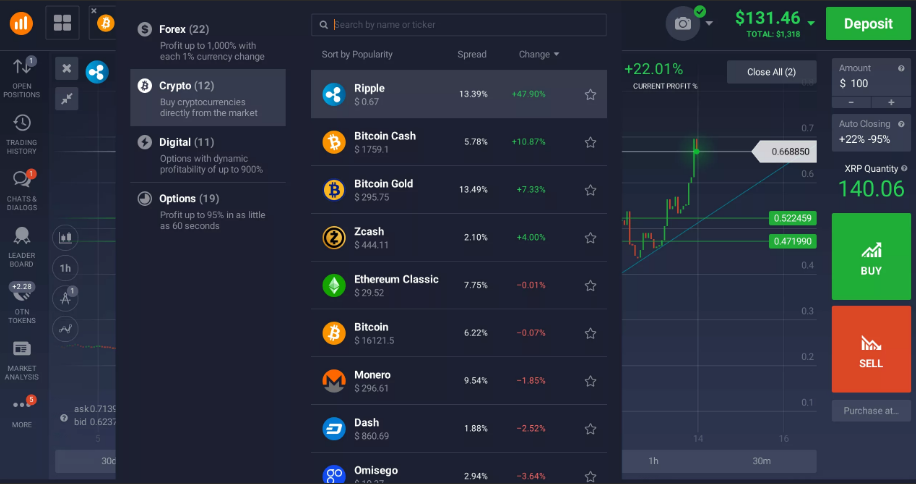 $131.46
TOTAL: $1,318
Deposit
OPEN
POSITIONS
1
TRADING
HISTORY
CHATS &
DIALOGS
1
LEADER
BOARD
+2.28
OTN
TOKENS
MARKET
ANALYSIS
5
MORE
1h
1
ask 0.7139
bid 0.6237
5
30d
Forex (22)
Profit up to 1,000% with
each 1% currency change
Crypto (12)
Buy cryptocurrencies
directly from the market
Digital (11)
Options with dynamic
profitability of up to 900%
Options (19)
Profit up to 95% in as little
as 60 seconds
Search by name or ticker
Sort by Popularity Spread Change
Ripple
$ 0.67 13.39% +47.90%
Bitcoin Cash
$ 1759.1 5.78% +10.87%
Bitcoin Gold
$ 295.75 13.49% +7.33%
Zcash
$ 444.11 2.10% +4.00%
Ethereum Classic
$ 29.52 7.75% −0.01%
Bitcoin
$ 16121.5 6.22% −0.07%
Monero
$ 296.61 9.54% −1.85%
Dash
$ 860.69 1.88% −2.52%
Omisego
2.94% −3.64%
+22.01%
CURRENT PROFIT %
Close All (2)
0.7
0.668850
0.6
0.522459
0.471990
0.4
0.3
0.2
0.1
14 16
1h 30m
Amount
$ 100
− +
Auto Closing
+22% -95%
XRP Quantity
140.06
BUY
SELL
Purchase at...